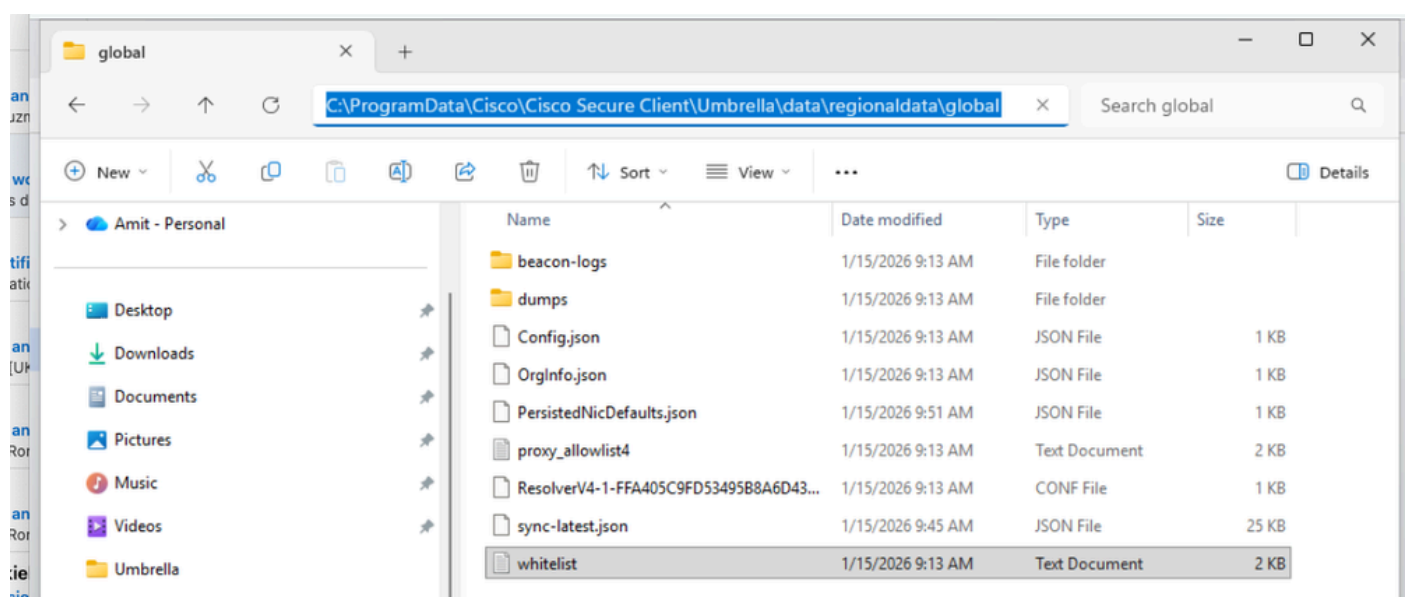 global
C:\ProgramData\Cisco\Cisco Secure Client\Umbrella\data\regionaldata\global
Search global
New
Sort
View
Details
Amit - Personal
Desktop
Downloads
Documents
Pictures
Music
Videos
Umbrella
Name Date modified Type Size
beacon-logs 1/15/2026 9:13 AM File folder
dumps 1/15/2026 9:13 AM File folder
Config.json 1/15/2026 9:13 AM JSON File 1 KB
OrgInfo.json 1/15/2026 9:13 AM JSON File 1 KB
PersistedNicDefaults.json 1/15/2026 9:51 AM JSON File 1 KB
proxy_allowlist4 1/15/2026 9:13 AM Text Document 2 KB
ResolverV4-1-FFA405C9FD53495B8A6D43... 1/15/2026 9:13 AM CONF File 1 KB
sync-latest.json 1/15/2026 9:45 AM JSON File 25 KB
whitelist 1/15/2026 9:13 AM Text Document 2 KB